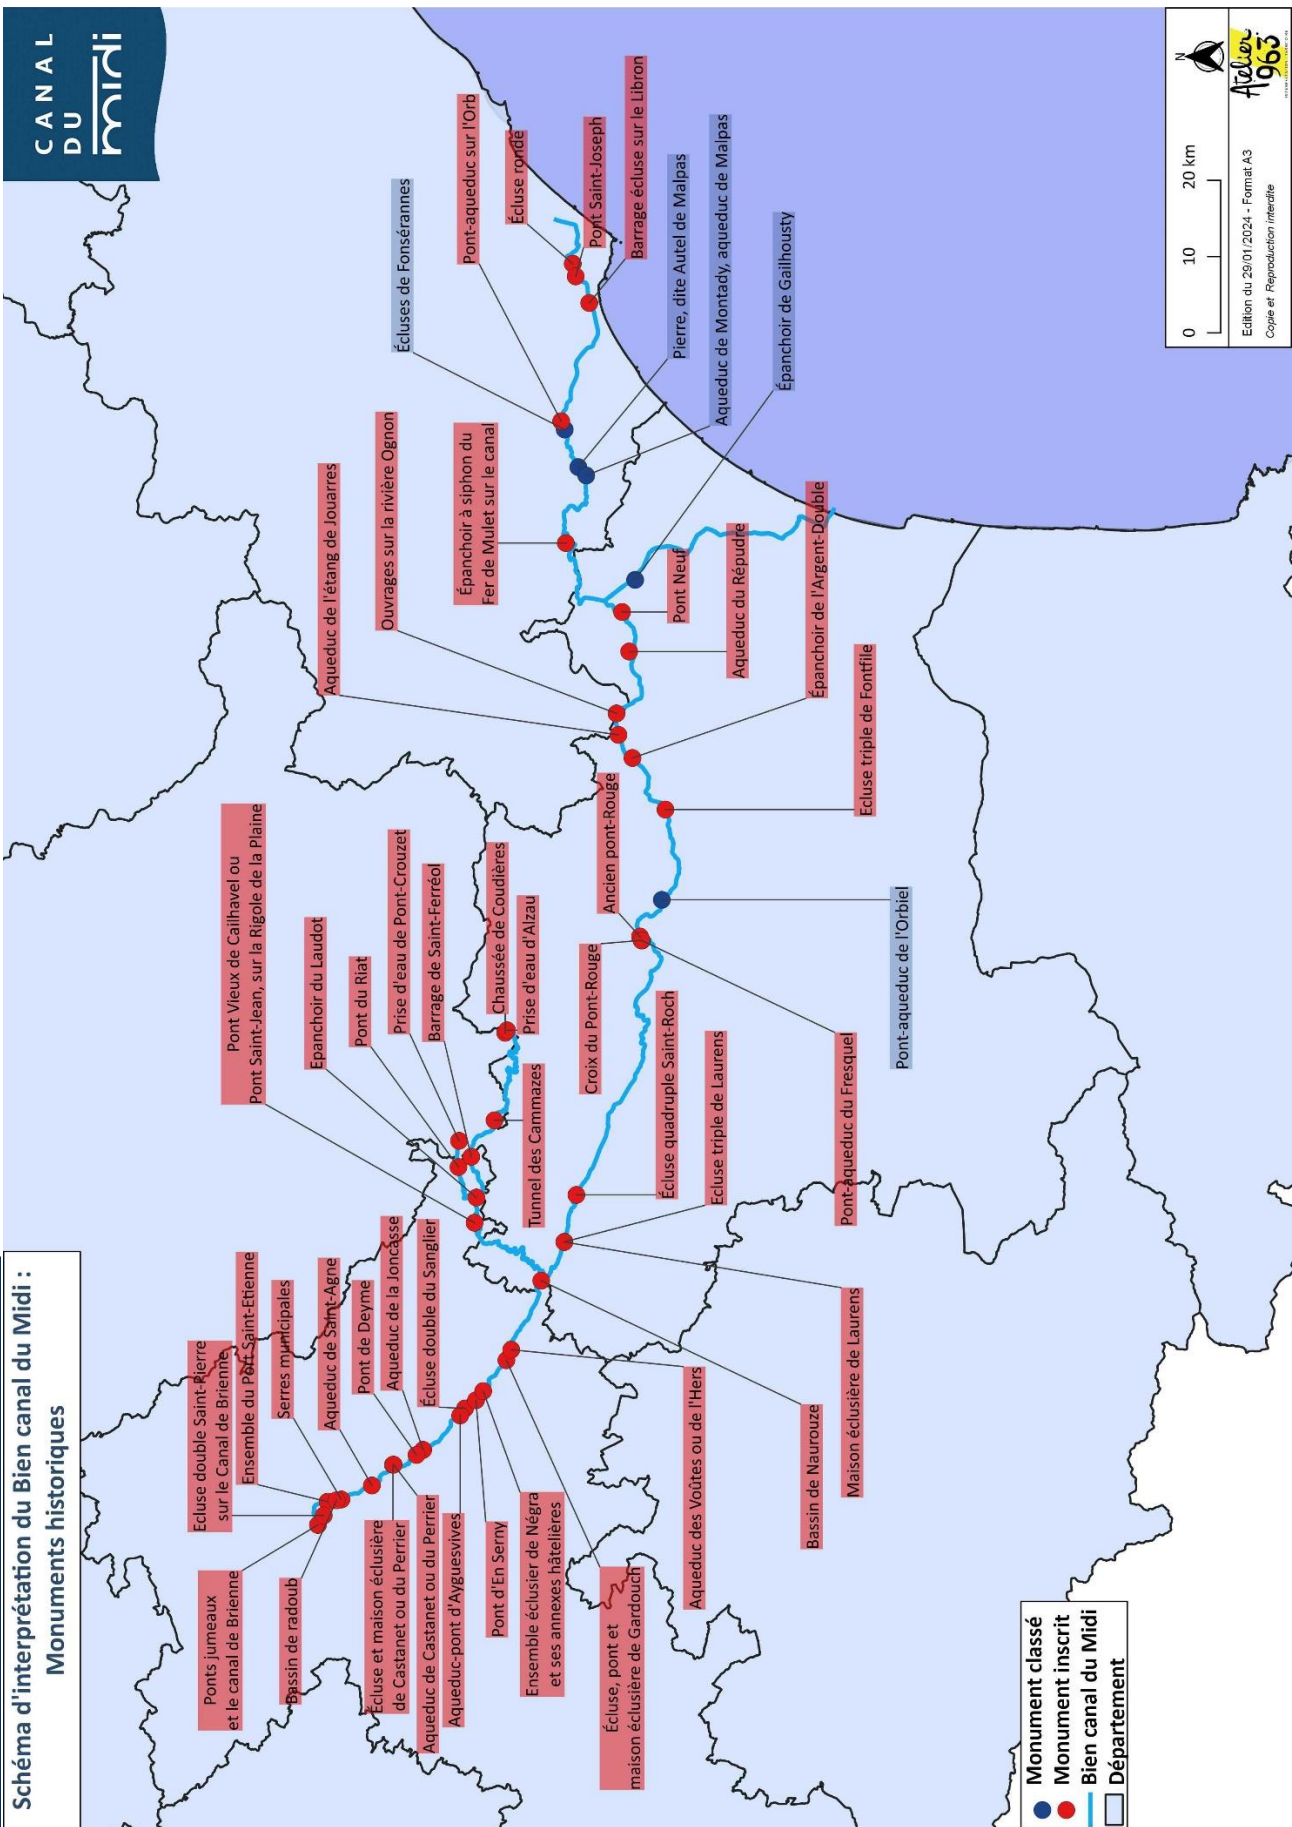 Schéma d'interprétation du Bien canal du Midi :
Monuments historiques
CANAL
DU
midi
Ponts jumeaux
et le canal de Brienne
Bassin de radoub
Ecluse double Saint-Pierre
sur le Canal de Brienne
Ensemble du Port Saint-Etienne
Serres municipales
Aqueduc de Saint-Agne
Pont de Deyme
Aqueduc de la Joncasse
Écluse double du Sanglier
Écluse et maison éclusière
de Castanet ou du Perrier
Aqueduc de Castanet ou du Perrier
Aqueduc-pont d'Ayguesvives
Pont d'En Serny
Ensemble éclusier de Négra
et ses annexes hâtelières
Écluse, pont et
maison éclusière de Gardouch
Aqueduc des Voûtes ou de l'Hers
Bassin de Naurouze
Maison éclusière de Laurens
Ecluse triple de Laurens
Écluse quadruple Saint-Roch
Pont Vieux de Cailhavel ou
Pont Saint-Jean, sur la Rigole de la Plaine
Epanchoir du Laudot
Pont du Riat
Prise d'eau de Pont-Crouzet
Barrage de Saint-Ferréol
Chaussée de Coudières
Prise d'eau d'Alzau
Tunnel des Cammazes
Croix du Pont-Rouge
Ancien pont-Rouge
Pont-aqueduc du Fresquel
Pont-aqueduc de l'Orbiel
Ecluse triple de Fontfile
Épanchoir de l'Argent-Double
Aqueduc de l'étang de Jouarres
Ouvrages sur la rivière Ognon
Aqueduc du Répudre
Pont Neuf
Épanchoir à siphon du
Fer de Mulet sur le canal
Épanchoir de Gailhousty
Aqueduc de Montady, aqueduc de Malpas
Pierre, dite Autel de Malpas
Écluses de Fonsérannes
Pont-aqueduc sur l'Orb
Écluse ronde
Pont Saint-Joseph
Barrage écluse sur le Libron
Monument classé
Monument inscrit
Bien canal du Midi
Département
0 10 20 km
N
Edition du 29/01/2024 - Format A3
Copie et Reproduction interdite
Atelier
963